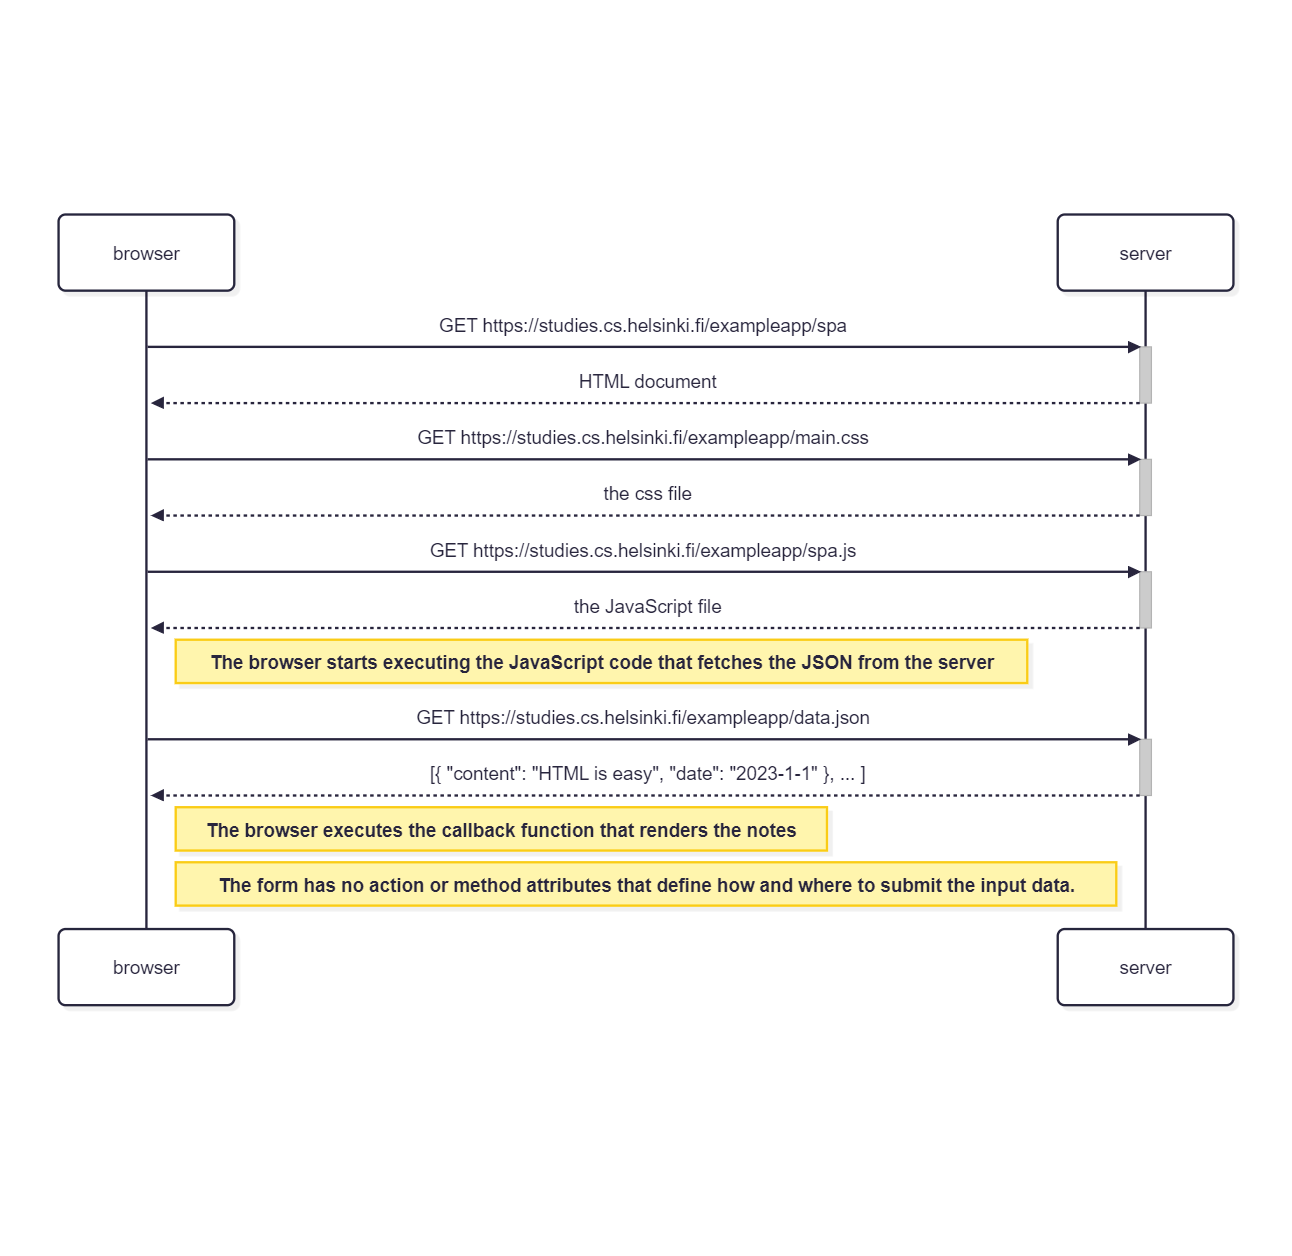 browser
server
GET https://studies.cs.helsinki.fi/exampleapp/spa
HTML document
GET https://studies.cs.helsinki.fi/exampleapp/main.css
the css file
GET https://studies.cs.helsinki.fi/exampleapp/spa.js
the JavaScript file
The browser starts executing the JavaScript code that fetches the JSON from the server
GET https://studies.cs.helsinki.fi/exampleapp/data.json
[{ "content": "HTML is easy", "date": "2023-1-1" }, ... ]
The browser executes the callback function that renders the notes
The form has no action or method attributes that define how and where to submit the input data.
browser
server